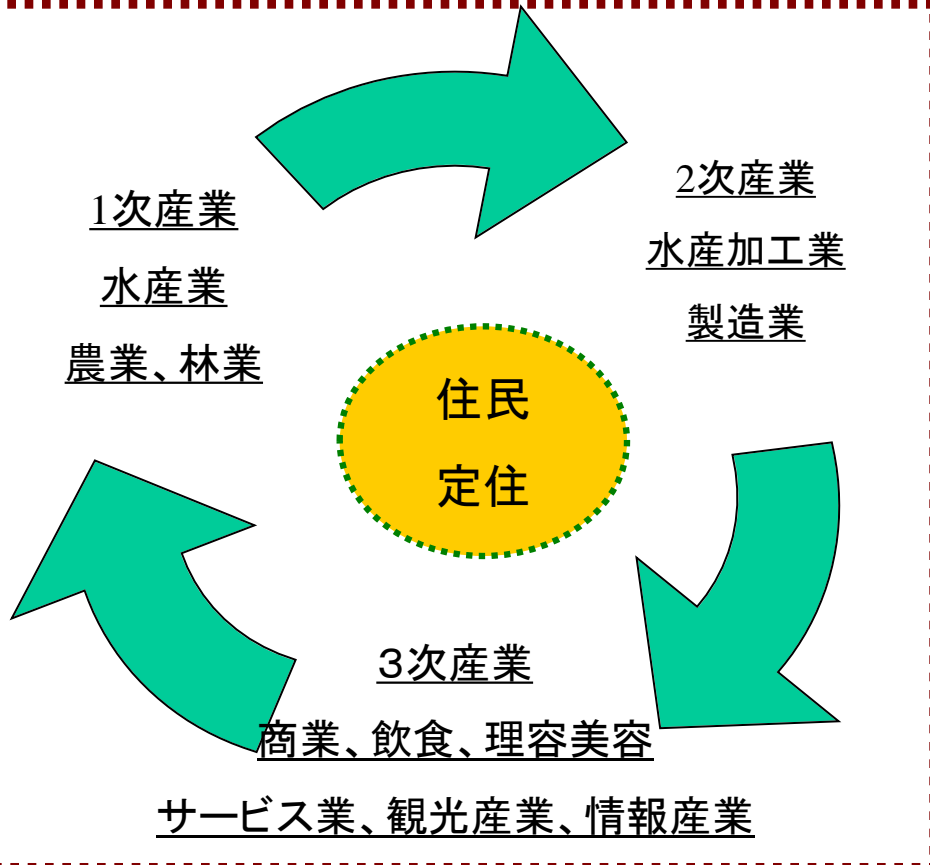 1次産業
水産業
農業、林業
2次産業
水産加工業
製造業
住民
定住
３次産業
商業、飲食、理容美容
サービス業、観光産業、情報産業